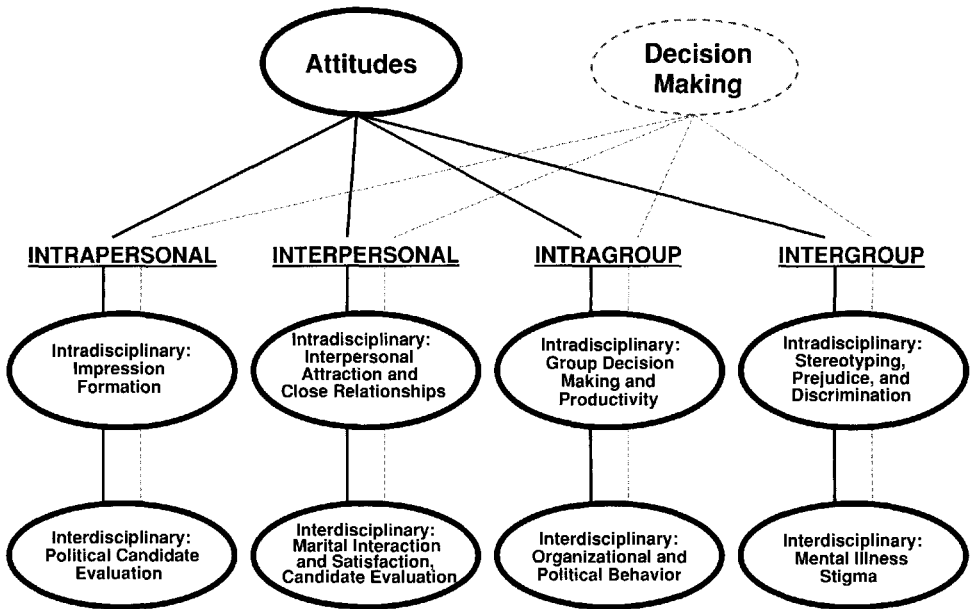 Attitudes
Decision
Making
INTRAPERSONAL
INTERPERSONAL
INTRAGROUP
INTERGROUP
Intradisciplinary:
Impression
Formation
Intradisciplinary:
Interpersonal
Attraction and
Close Relationships
Intradisciplinary:
Group Decision
Making and
Productivity
Intradisciplinary:
Stereotyping,
Prejudice, and
Discrimination
Interdisciplinary:
Political Candidate
Evaluation
Interdisciplinary:
Marital Interaction
and Satisfaction,
Candidate Evaluation
Interdisciplinary:
Organizational and
Political Behavior
Interdisciplinary:
Mental Illness
Stigma